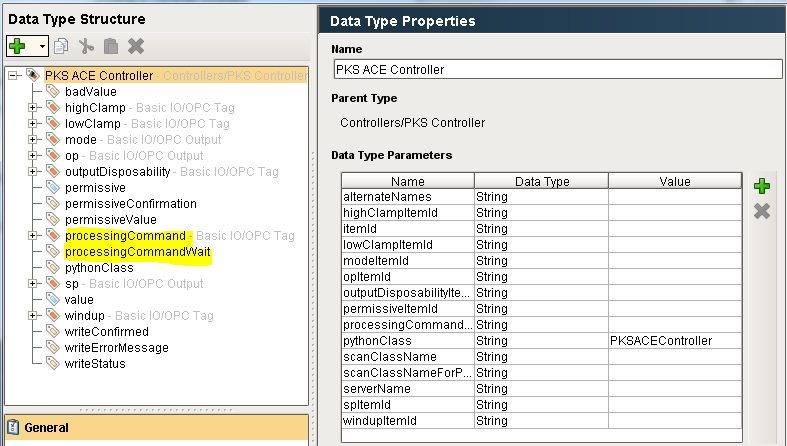 Data Type Structure
PKS ACE Controller - Controllers/PKS Controller
badValue
highClamp - Basic IO/OPC Tag
lowClamp - Basic IO/OPC Tag
mode - Basic IO/OPC Output
op - Basic IO/OPC Output
outputDisposability - Basic IO/OPC Tag
permissive
permissiveConfirmation
permissiveValue
processingCommand - Basic IO/OPC Tag
processingCommandWait
pythonClass
sp - Basic IO/OPC Output
value
windup - Basic IO/OPC Tag
writeConfirmed
writeErrorMessage
writeStatus
General
Data Type Properties
Name
PKS ACE Controller
Parent Type
Controllers/PKS Controller
Data Type Parameters
Name Data Type Value
alternateNames String
highClampItemId String
itemId String
lowClampItemId String
modeItemId String
opItemId String
outputDisposabilityIte... String
permissiveItemId String
processingCommand... String
pythonClass String PKSACEController
scanClassName String
scanClassNameForP... String
serverName String
spItemId String
windupItemId String